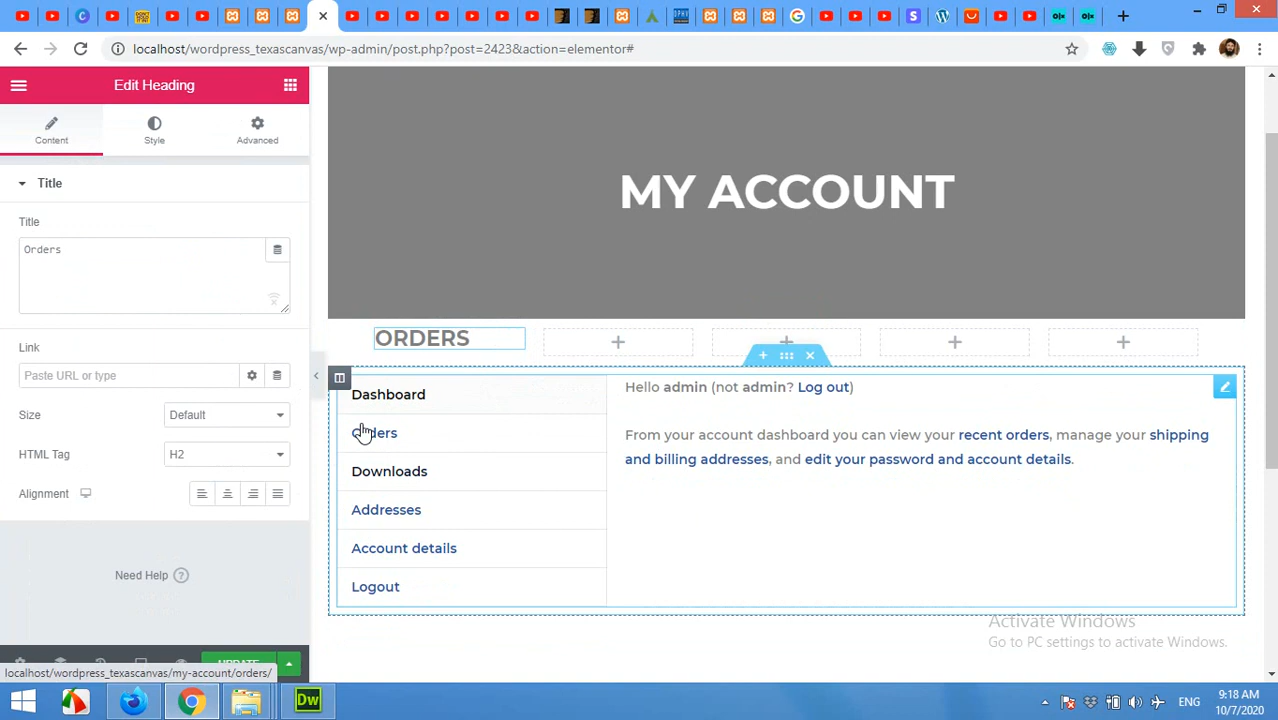 localhost/wordpress_texascanvas/wp-admin/post.php?post=2423&action=elementor#
Edit Heading
Content
Style
Advanced
Title
Title
Orders
Link
Paste URL or type
Size
Default
HTML Tag
H2
Alignment
Need Help ?
UPDATE
localhost/wordpress_texascanvas/my-account/orders/
MY ACCOUNT
ORDERS
Dashboard
Orders
Downloads
Addresses
Account details
Logout
Hello admin (not admin? Log out)
From your account dashboard you can view your recent orders, manage your shipping
and billing addresses, and edit your password and account details.
Activate Windows
Go to PC settings to activate Windows.
Dw
ENG
9:18 AM
10/7/2020